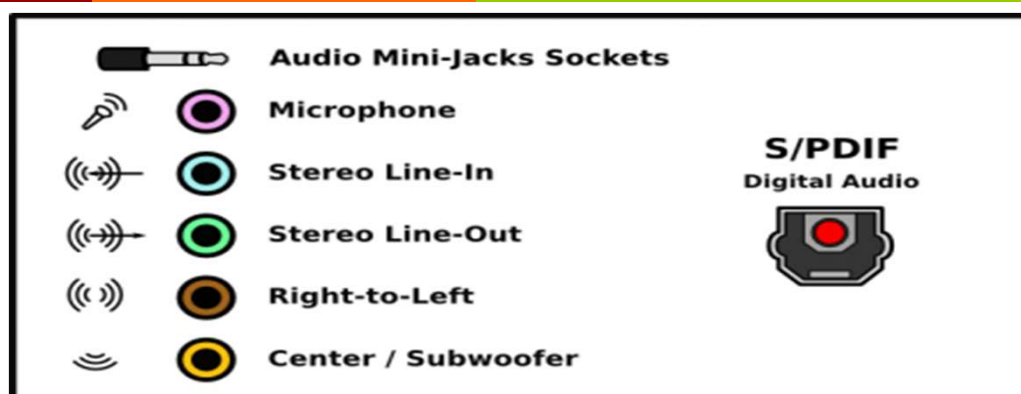 Audio Mini-Jacks Sockets
Microphone
Stereo Line-In
Stereo Line-Out
Right-to-Left
Center / Subwoofer
S/PDIF
Digital Audio